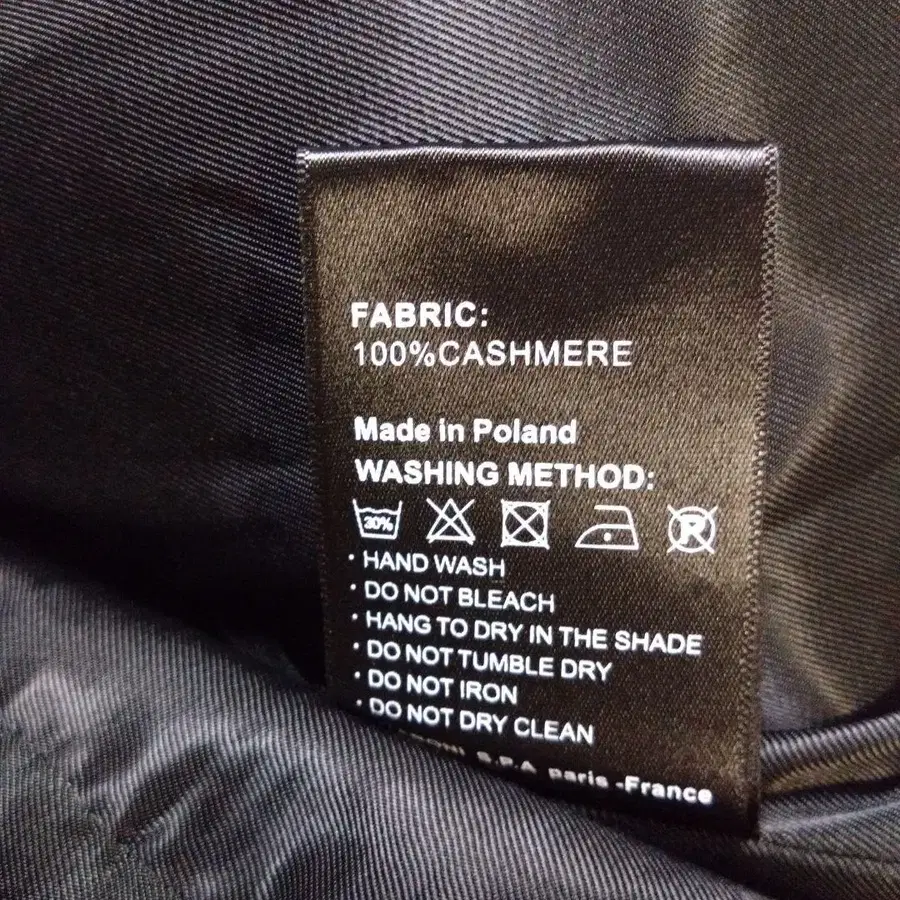 FABRIC:
100%CASHMERE
Made in Poland
WASHING METHOD:
30% R
· HAND WASH
· DO NOT BLEACH
· HANG TO DRY IN THE SHADE
· DO NOT TUMBLE DRY
· DO NOT IRON
· DO NOT DRY CLEAN
S.P.A paris -France